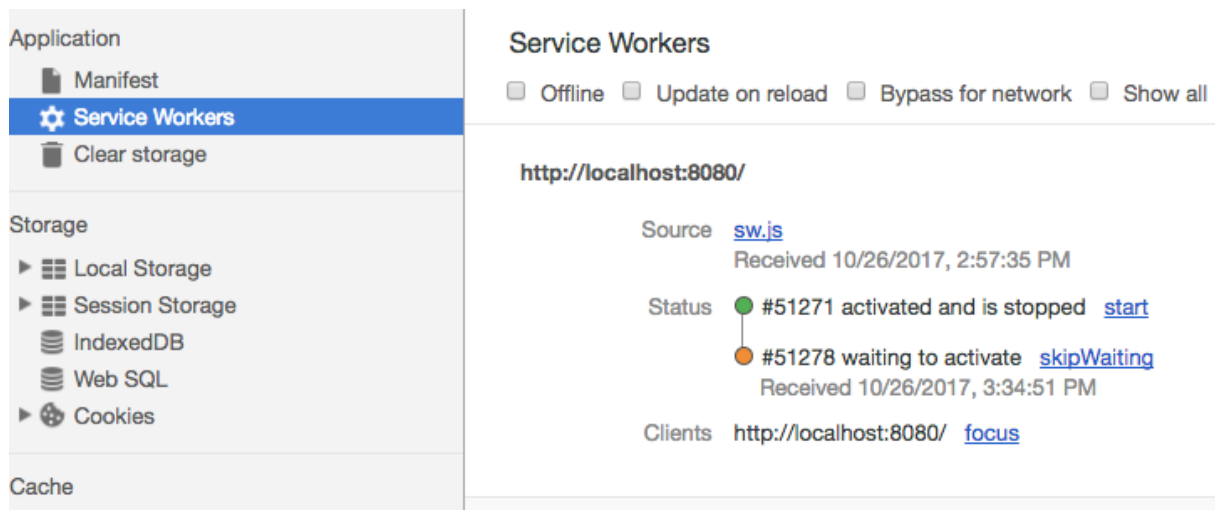 Application
Manifest
Service Workers
Clear storage
Storage
Local Storage
Session Storage
IndexedDB
Web SQL
Cookies
Cache
Service Workers
Offline Update on reload Bypass for network Show all
http://localhost:8080/
Source sw.js
Received 10/26/2017, 2:57:35 PM
Status #51271 activated and is stopped start
#51278 waiting to activate skipWaiting
Received 10/26/2017, 3:34:51 PM
Clients http://localhost:8080/ focus